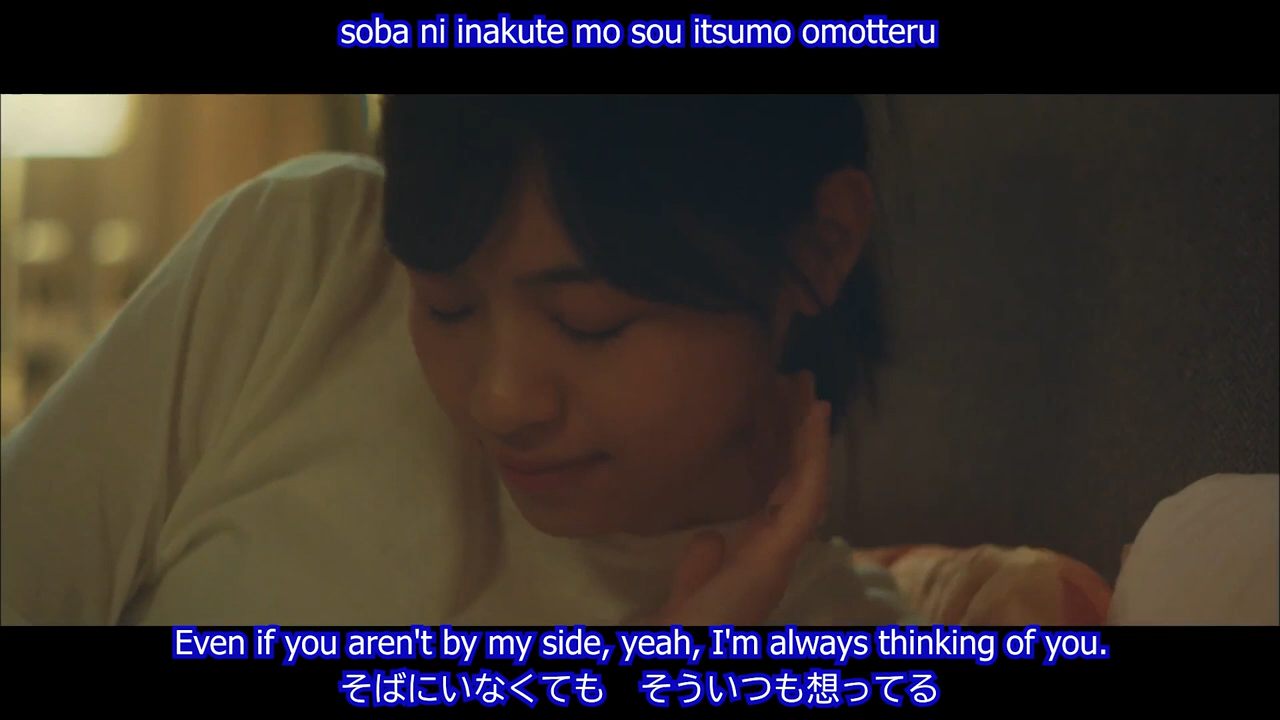 soba ni inakute mo sou itsumo omotteru
Even if you aren't by my side, yeah, I'm always thinking of you.
そばにいなくても　そういつも想ってる